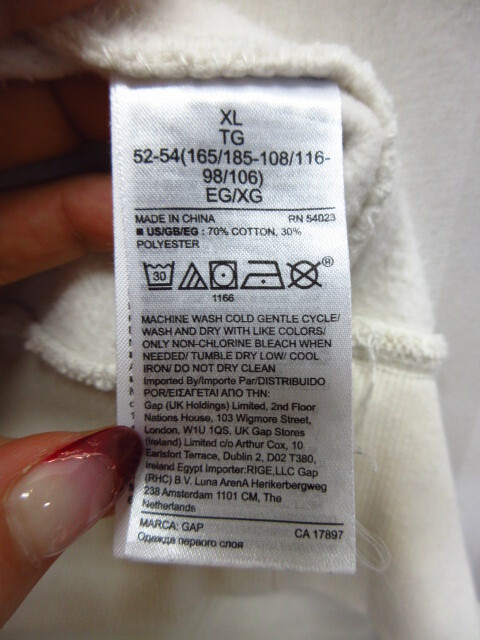 XL
TG
52-54(165/185-108/116-
98/106)
EG/XG
MADE IN CHINA RN 54023
■ US/GB/EG : 70% COTTON, 30%
POLYESTER
30
®
1166
MACHINE WASH COLD GENTLE CYCLE/
WASH AND DRY WITH LIKE COLORS/
ONLY NON-CHLORINE BLEACH WHEN
NEEDED/ TUMBLE DRY LOW/ COOL
IRON/ DO NOT DRY CLEAN
Imported By/Importe Par/DISTRIBUIDO
POR/ΕΙΣΑΓΕΤΑΙ ΑΠΟ ΤΗΝ:
Gap (UK Holdings) Limited, 2nd Floor
Nations House, 103 Wigmore Street,
London, W1U 1QS, UK Gap Stores
(Ireland) Limited c/o Arthur Cox, 10
Earlsfort Terrace, Dublin 2, D02 T380,
Ireland Egypt Importer:RIGE,LLC Gap
(RHC) B.V. Luna ArenA Herikerbergweg
238 Amsterdam 1101 CM, The
Netherlands
MARCA: GAP CA 17897
Одежда первого слоя